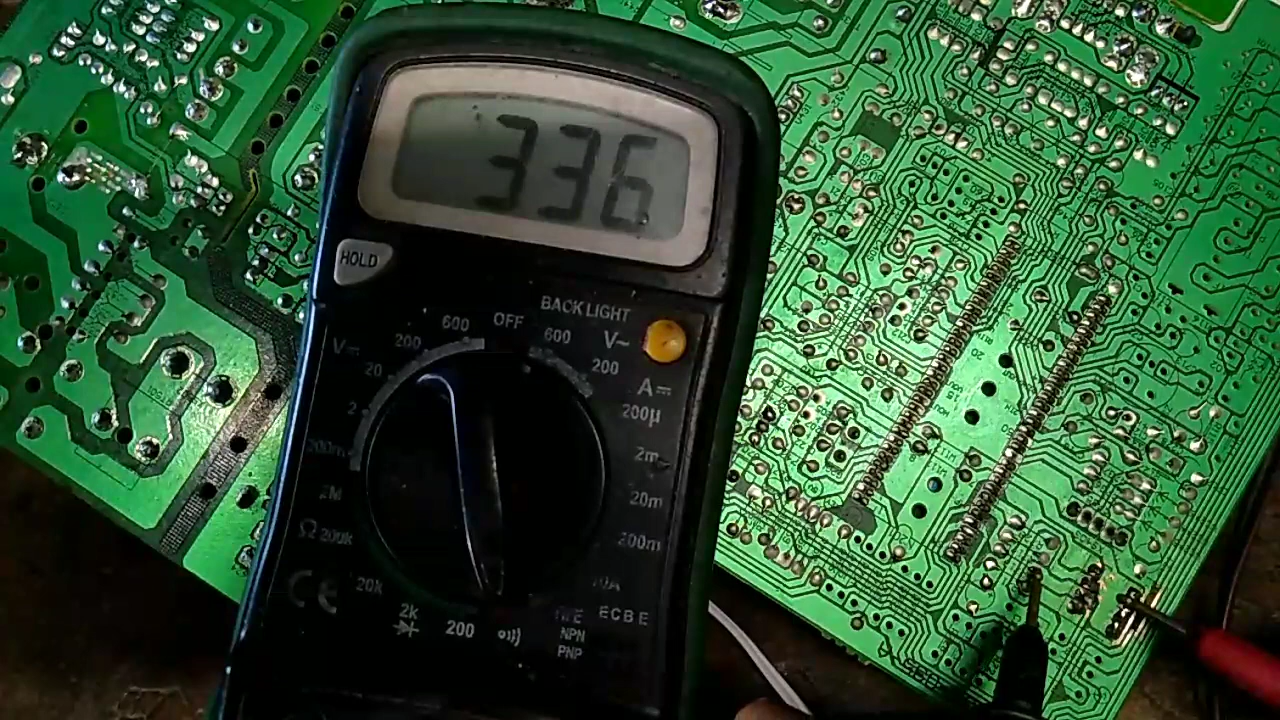 336
HOLD
BACK LIGHT
OFF
600
200
V⎓
20
2
200m
2M
Ω 200k
20k
2k
200
600
V~
200
A⎓
200µ
2m
20m
200m
10A
hFE
NPN
PNP
E C B E
CE